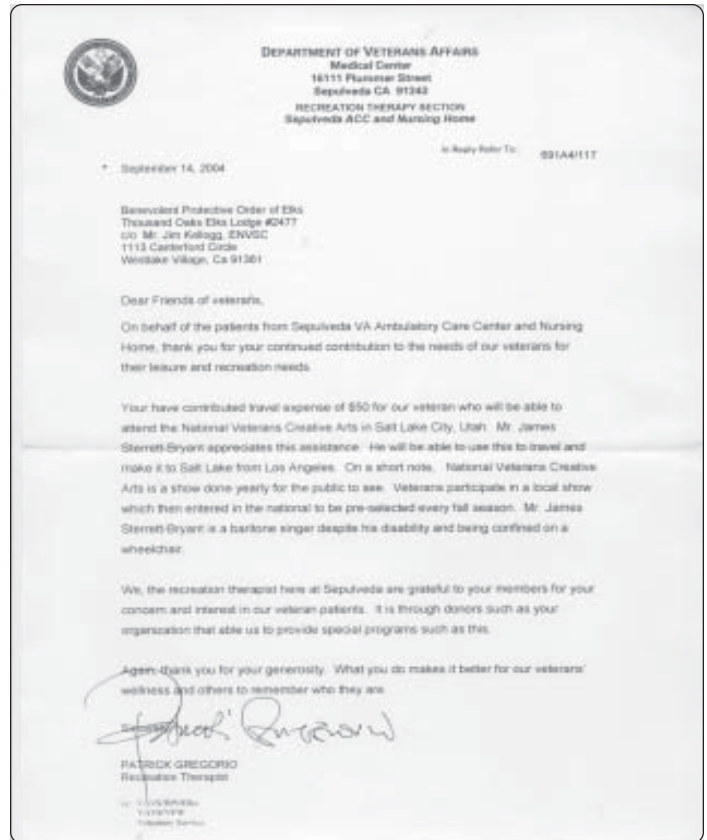 DEPARTMENT OF VETERANS AFFAIRS
Medical Center
16111 Plummer Street
Sepulveda CA 91343
RECREATION THERAPY SECTION
Sepulveda ACC and Nursing Home
In Reply Refer To: 691A4/117
September 14, 2004
Benevolent Protective Order of Elks
Thousand Oaks Elks Lodge #2477
c/o Mr. Jim Kellogg, ENVSC
1113 Canterford Circle
Westlake Village, Ca 91361
Dear Friends of veterans,
On behalf of the patients from Sepulveda VA Ambulatory Care Center and Nursing
Home, thank you for your continued contribution to the needs of our veterans for
their leisure and recreation needs
Your have contributed travel expense of $50 for our veteran who will be able to
attend the National Veterans Creative Arts in Salt Lake City, Utah. Mr. James
Sterrett-Bryant appreciates this assistance. He will be able to use this to travel and
make it to Salt Lake from Los Angeles. On a short note, National Veterans Creative
Arts is a show done yearly for the public to see. Veterans participate in a local show
which then entered in the national to be pre-selected every fall season. Mr. James
Sterrett-Bryant is a baritone singer despite his disability and being confined on a
wheelchair.
We, the recreation therapist here at Sepulveda are grateful to your members for your
concern and interest in our veteran patients. It is through donors such as your
organization that able us to provide special programs such as this.
Again, thank you for your generosity. What you do makes it better for our veterans'
wellness and others to remember who they are
PATRICK GREGORIO
Recreation Therapist
Voluntary Service